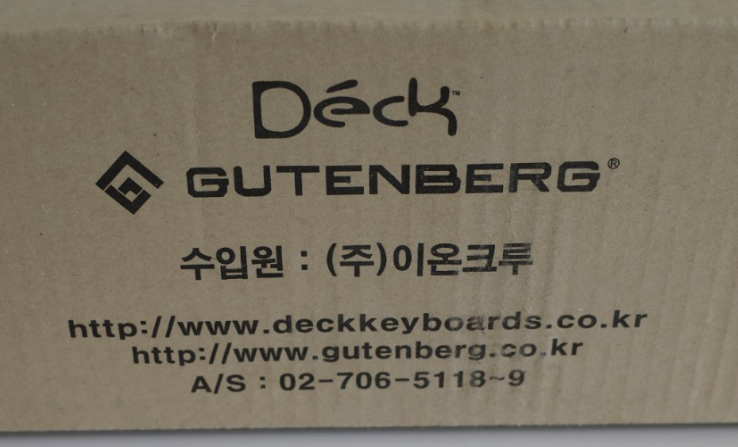 Déck™
GUTENBERG®
수입원 : (주)이온크루
http://www.deckkeyboards.co.kr
http://www.gutenberg.co.kr
A/S : 02-706-5118~9